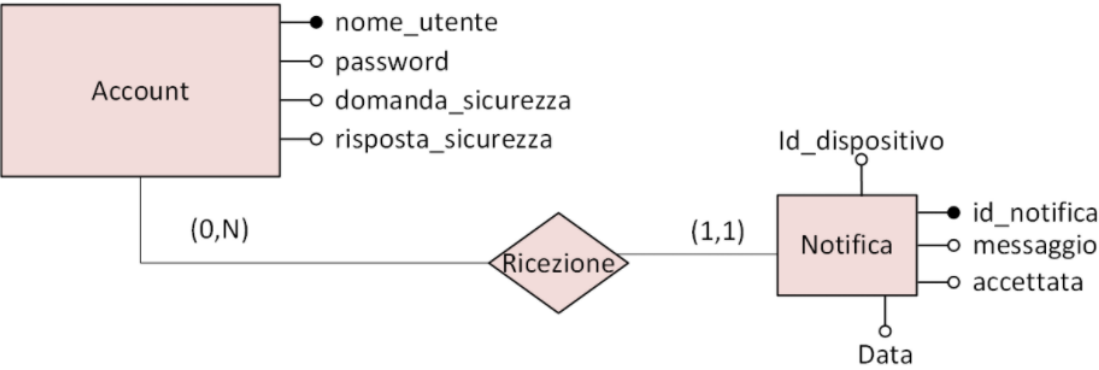 nome_utente
password
Account
domanda_sicurezza
risposta_sicurezza
Id_dispositivo
(0,N)
(1,1)
id_notifica
Ricezione
Notifica
messaggio
accettata
Data